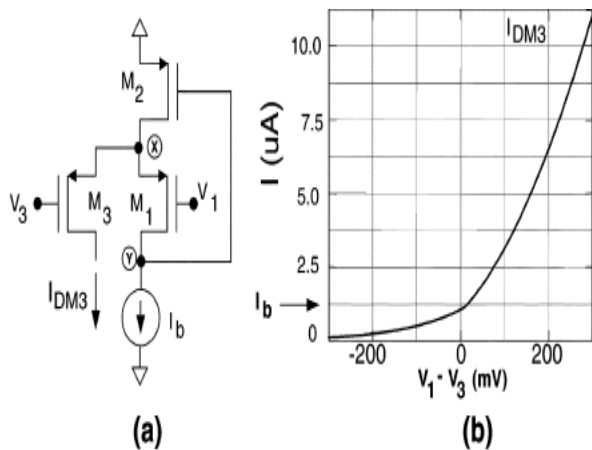 (a)
M2
X
V3
M3
M1
V1
Y
IDM3
Ib
(a)
I (uA)
10.0
7.5
5.0
2.5
0
IDM3
Ib
-200
0
200
V1 - V3 (mV)
(b)